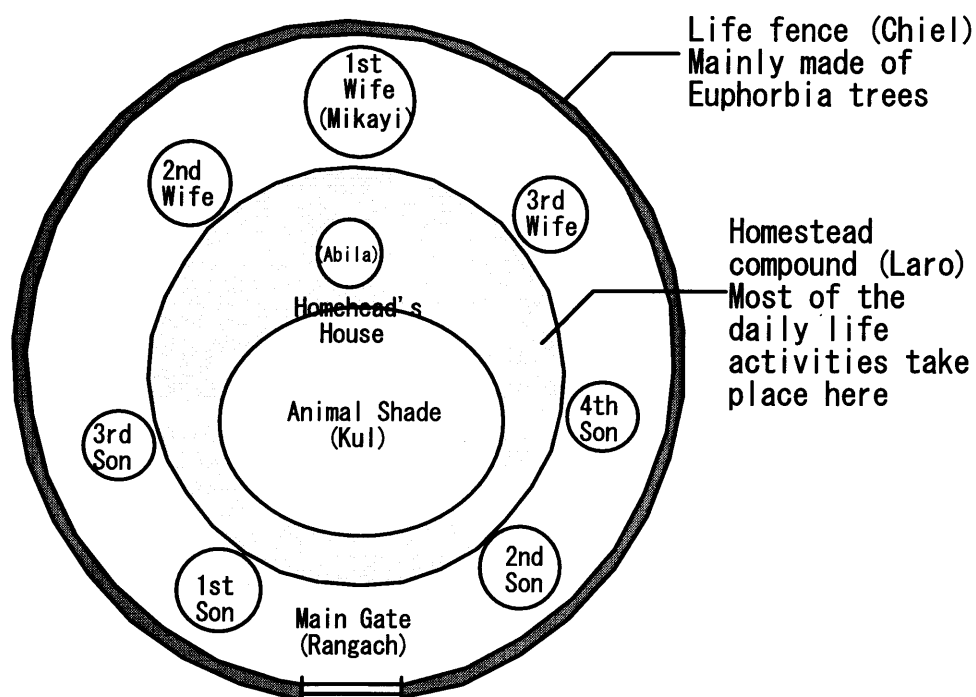 Life fence (Chiel)
Mainly made of
Euphorbia trees
1st
Wife
(Mikayi)
2nd
Wife
3rd
Wife
(Abila)
Homehead's
House
Homestead
compound (Laro)
Most of the
daily life
activities take
place here
Animal Shade
(Kul)
3rd
Son
4th
Son
1st
Son
2nd
Son
Main Gate
(Rangach)